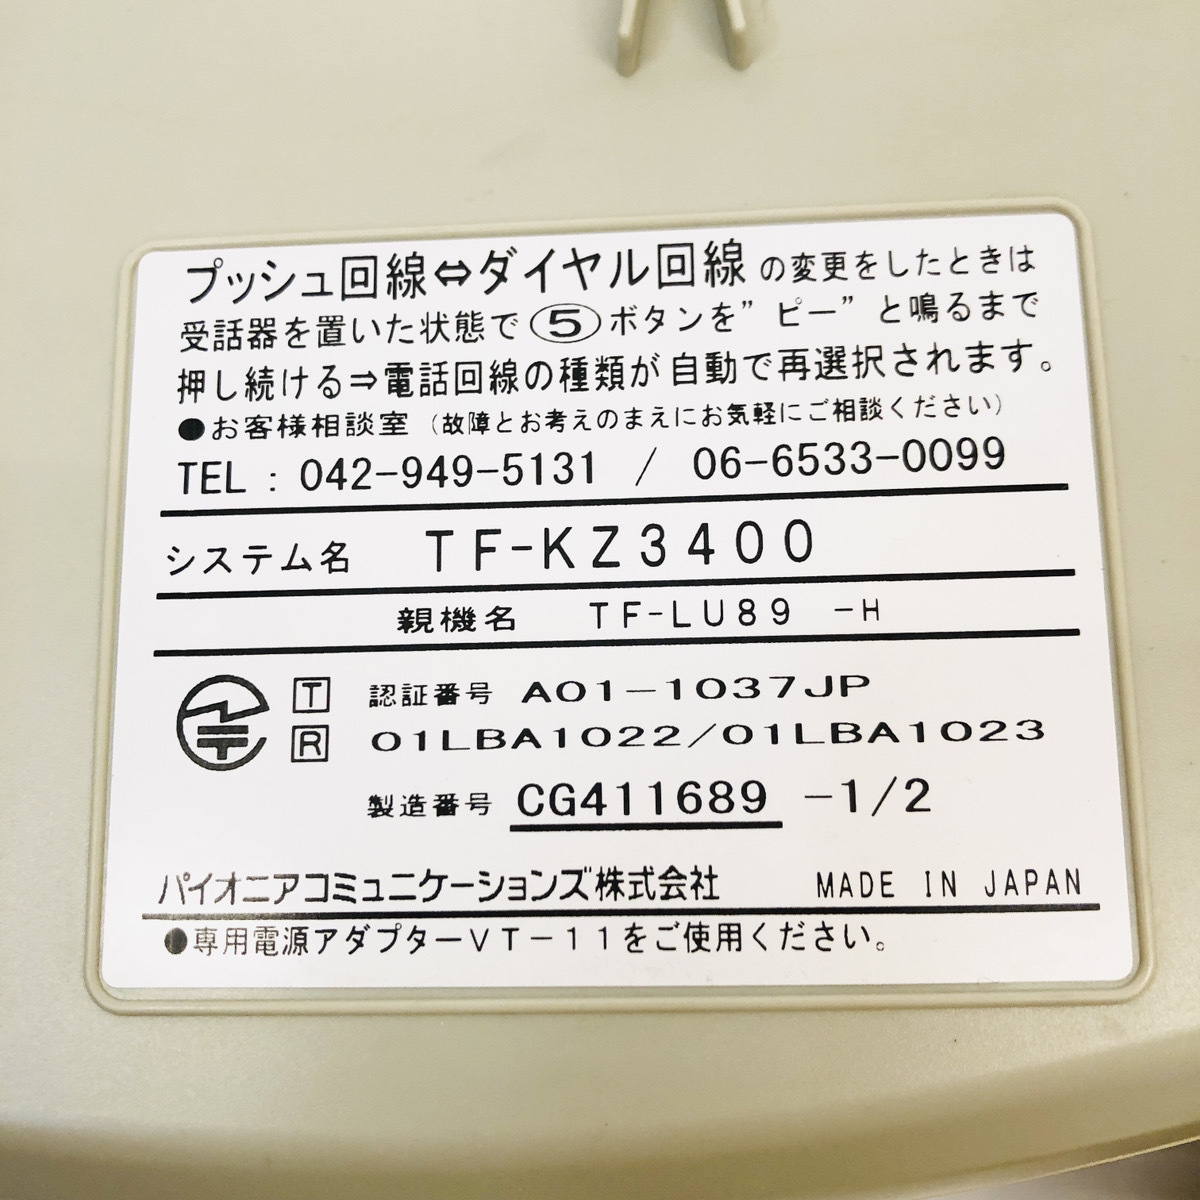 プッシュ回線⇔ダイヤル回線の変更をしたときは
受話器を置いた状態で⑤ボタンを”ピー”と鳴るまで
押し続ける⇒電話回線の種類が自動で再選択されます。
●お客様相談室（故障とお考えのまえにお気軽にご相談ください）
TEL：042-949-5131 / 06-6533-0099
システム名 TF-KZ3400
親機名 TF-LU89 -H
T 認証番号 A01-1037JP
R 01LBA1022/01LBA1023
製造番号 CG411689 -1/2
パイオニアコミュニケーションズ株式会社 MADE IN JAPAN
●専用電源アダプターVT-11をご使用ください。